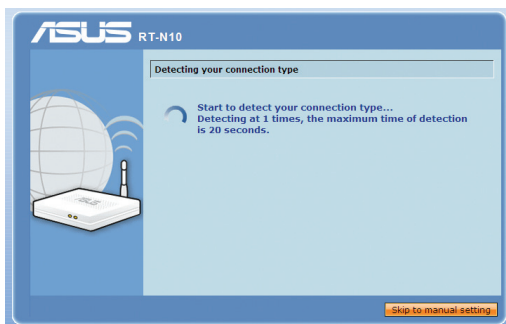 ASUS RT-N10
Detecting your connection type
Start to detect your connection type...
Detecting at 1 times, the maximum time of detection
is 20 seconds.
ASUS
Skip to manual setting